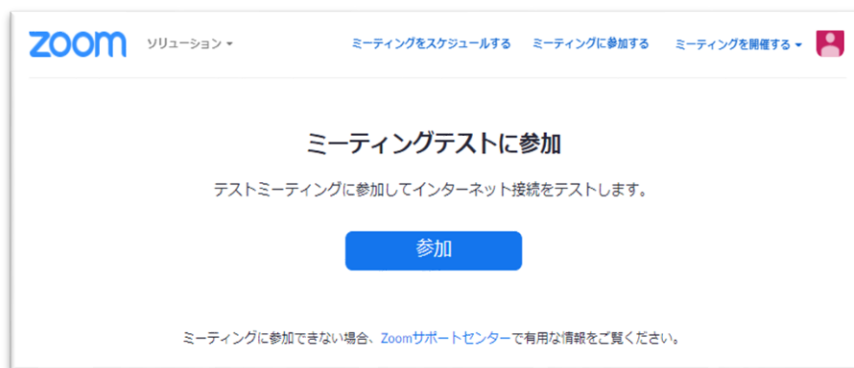 zoom ソリューション ミーティングをスケジュールする ミーティングに参加する ミーティングを開催する
ミーティングテストに参加
テストミーティングに参加してインターネット接続をテストします。
参加
ミーティングに参加できない場合、Zoomサポートセンターで有用な情報をご覧ください。